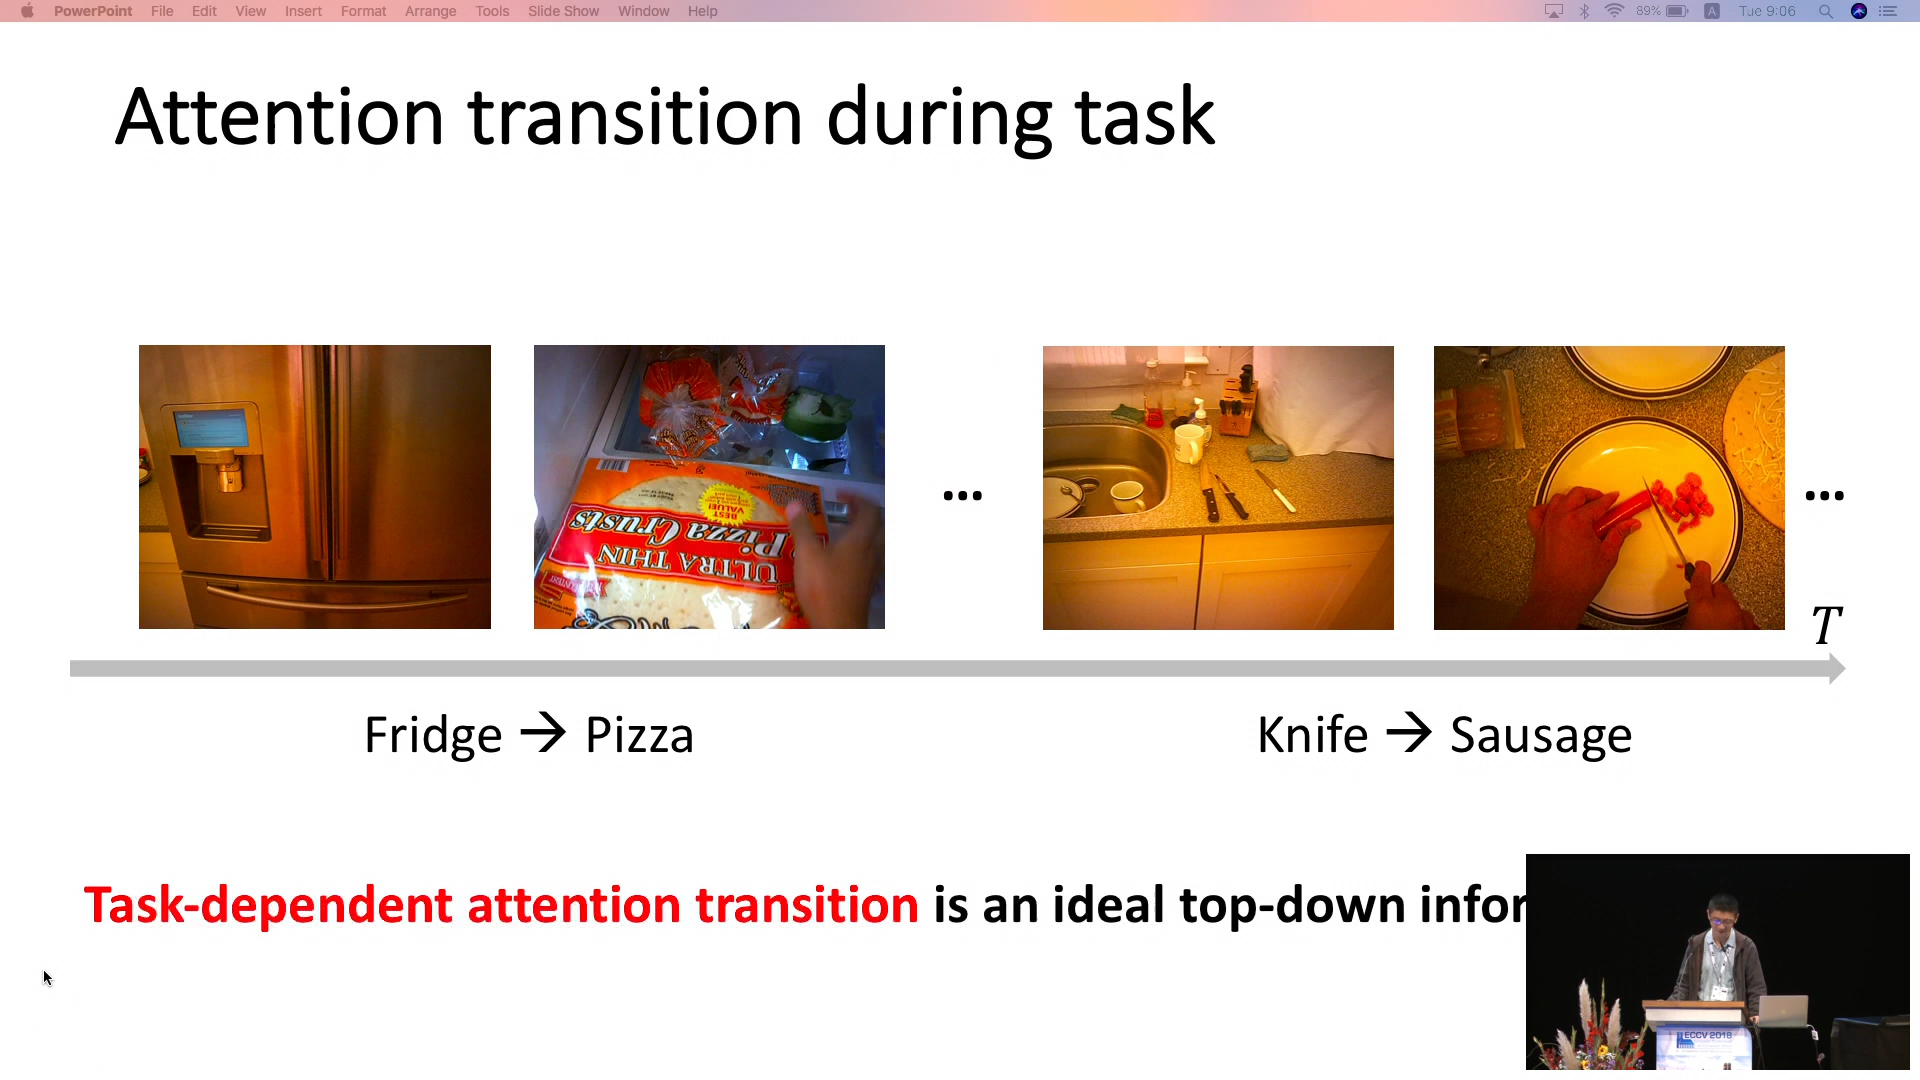 PowerPoint File Edit View Insert Format Arrange Tools Slide Show Window Help 89% A Tue 9:06
Attention transition during task
BEST
VALUE!
Pizza Crusts
ULTRA THIN
...
...
T
Fridge → Pizza
Knife → Sausage
Task-dependent attention transition is an ideal top-down infor
ECCV 2018